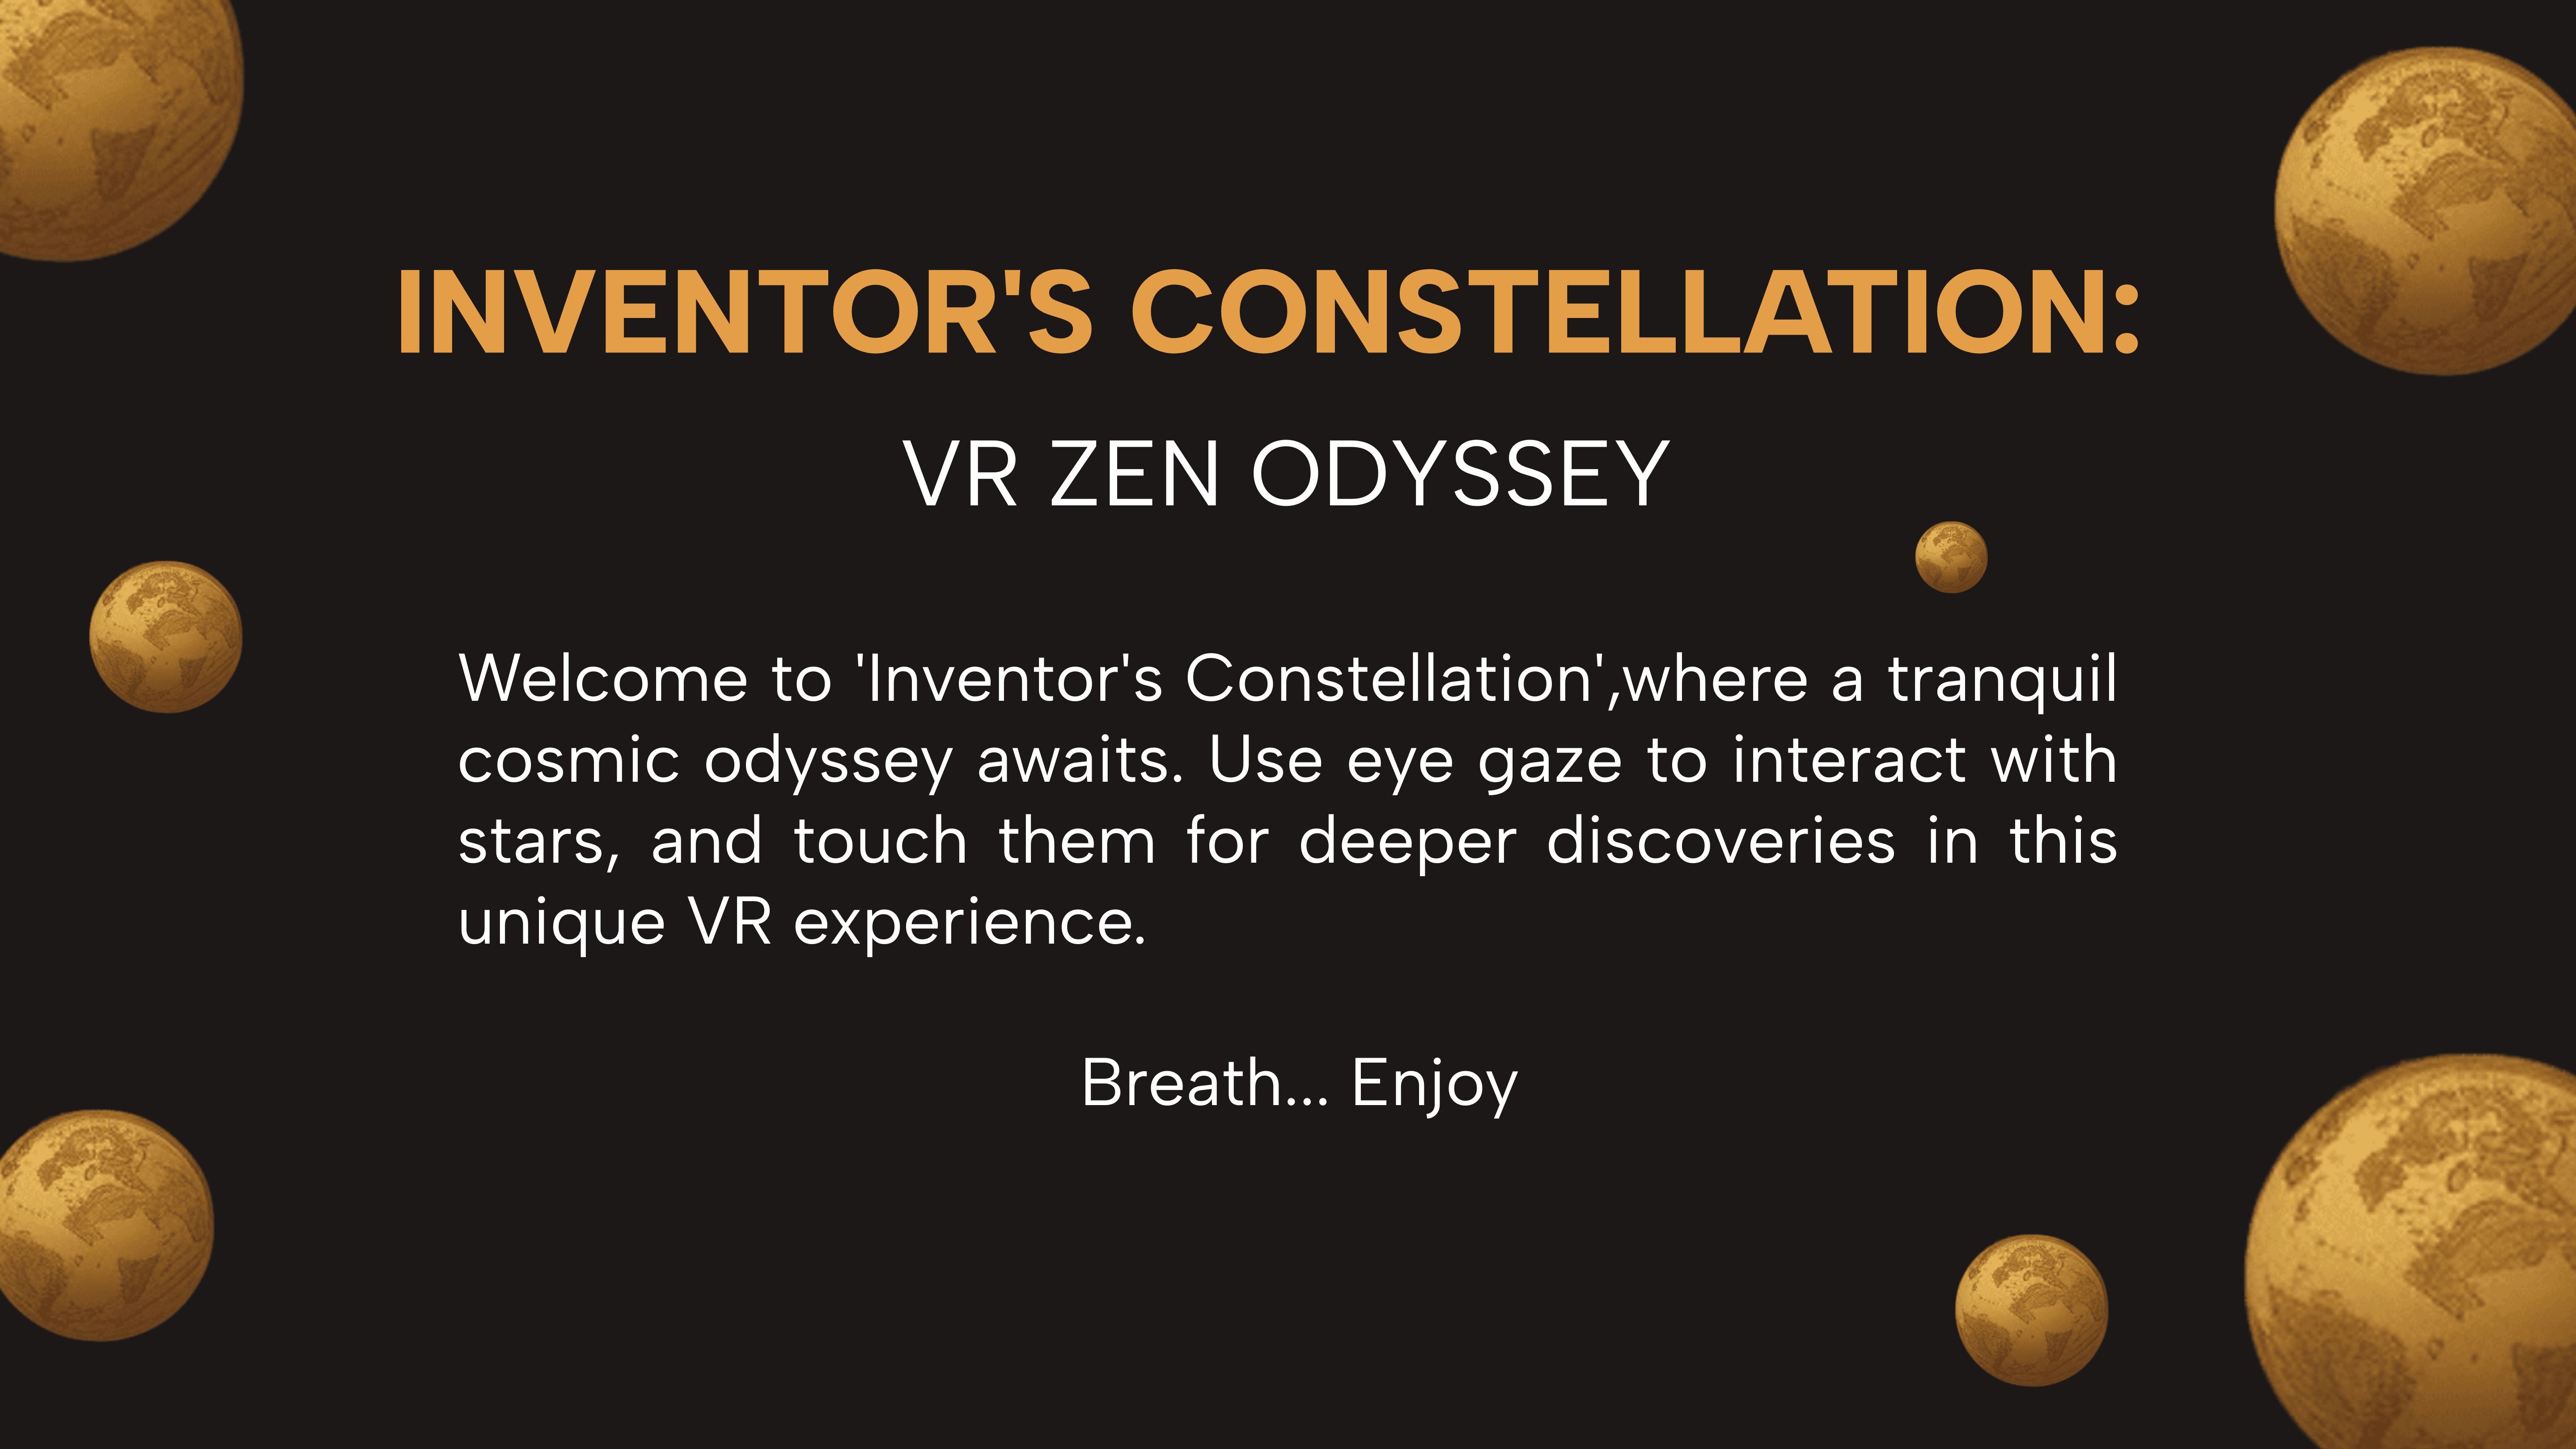 INVENTOR'S CONSTELLATION:
VR ZEN ODYSSEY
Welcome to 'Inventor's Constellation',where a tranquil
cosmic odyssey awaits. Use eye gaze to interact with
stars, and touch them for deeper discoveries in this
unique VR experience.
Breath... Enjoy